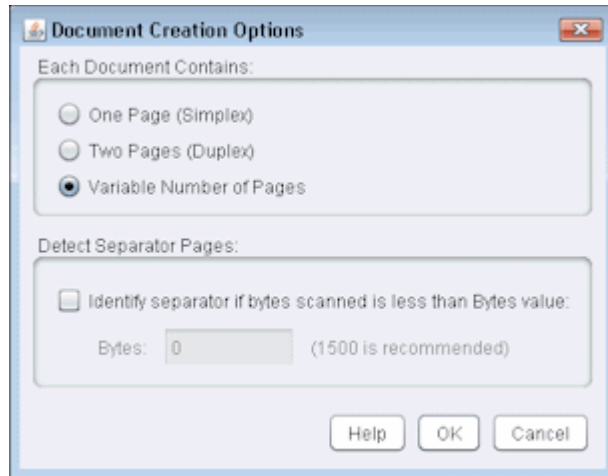 Document Creation Options
Each Document Contains:
One Page (Simplex)
Two Pages (Duplex)
Variable Number of Pages
Detect Separator Pages:
Identify separator if bytes scanned is less than Bytes value:
Bytes: 0 (1500 is recommended)
Help OK Cancel